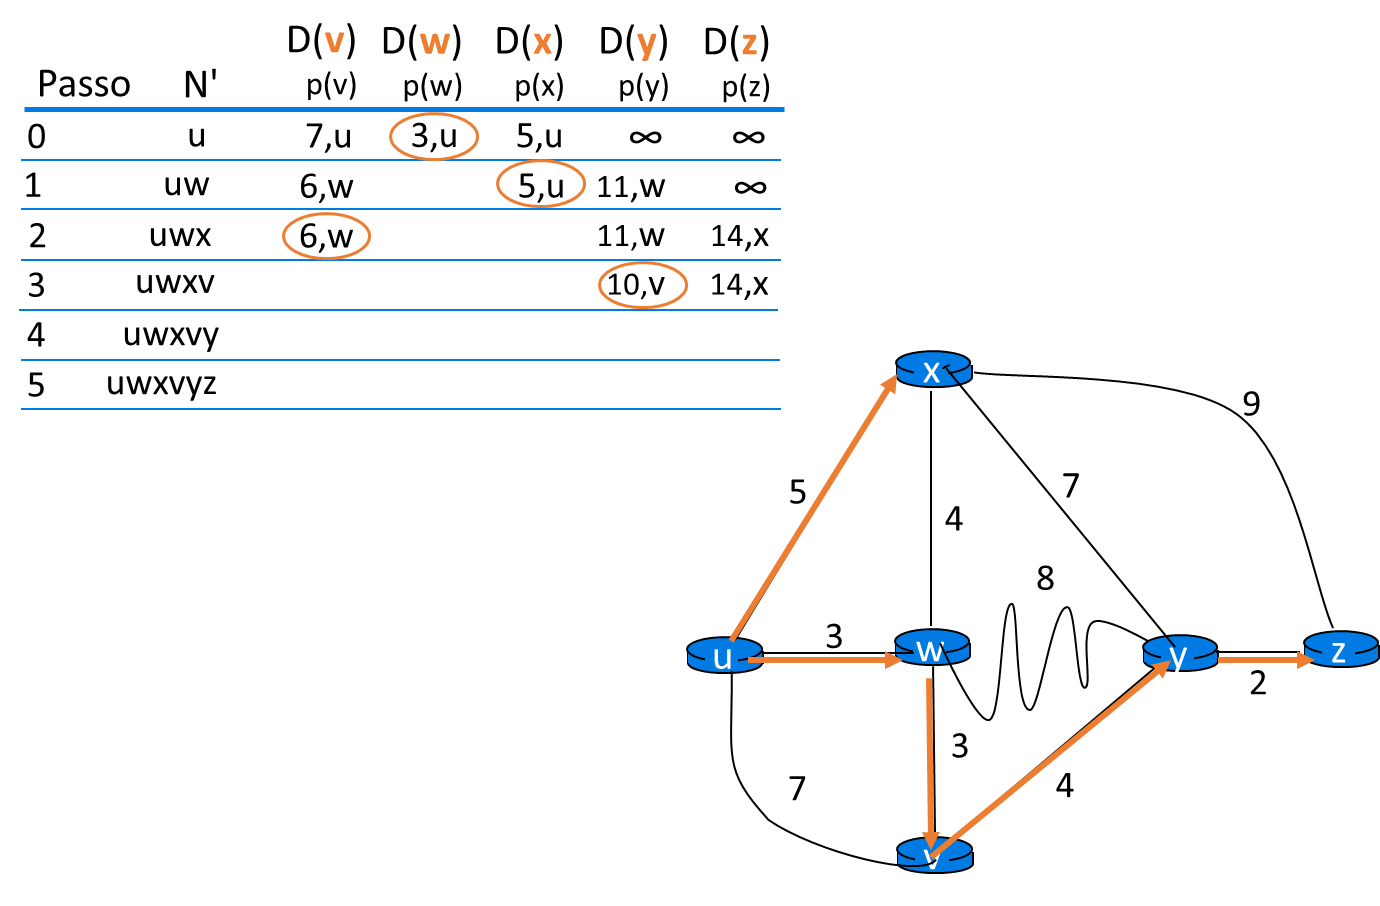 D(v) D(w) D(x) D(y) D(z)
Passo N' p(v) p(w) p(x) p(y) p(z)
0 u 7,u 3,u 5,u ∞ ∞
1 uw 6,w 5,u 11,w ∞
2 uwx 6,w 11,w 14,x
3 uwxv 10,v 14,x
4 uwxvy
5 uwxvyz
x
9
5
7
4
8
3
u
w
y
z
2
3
7
4
v